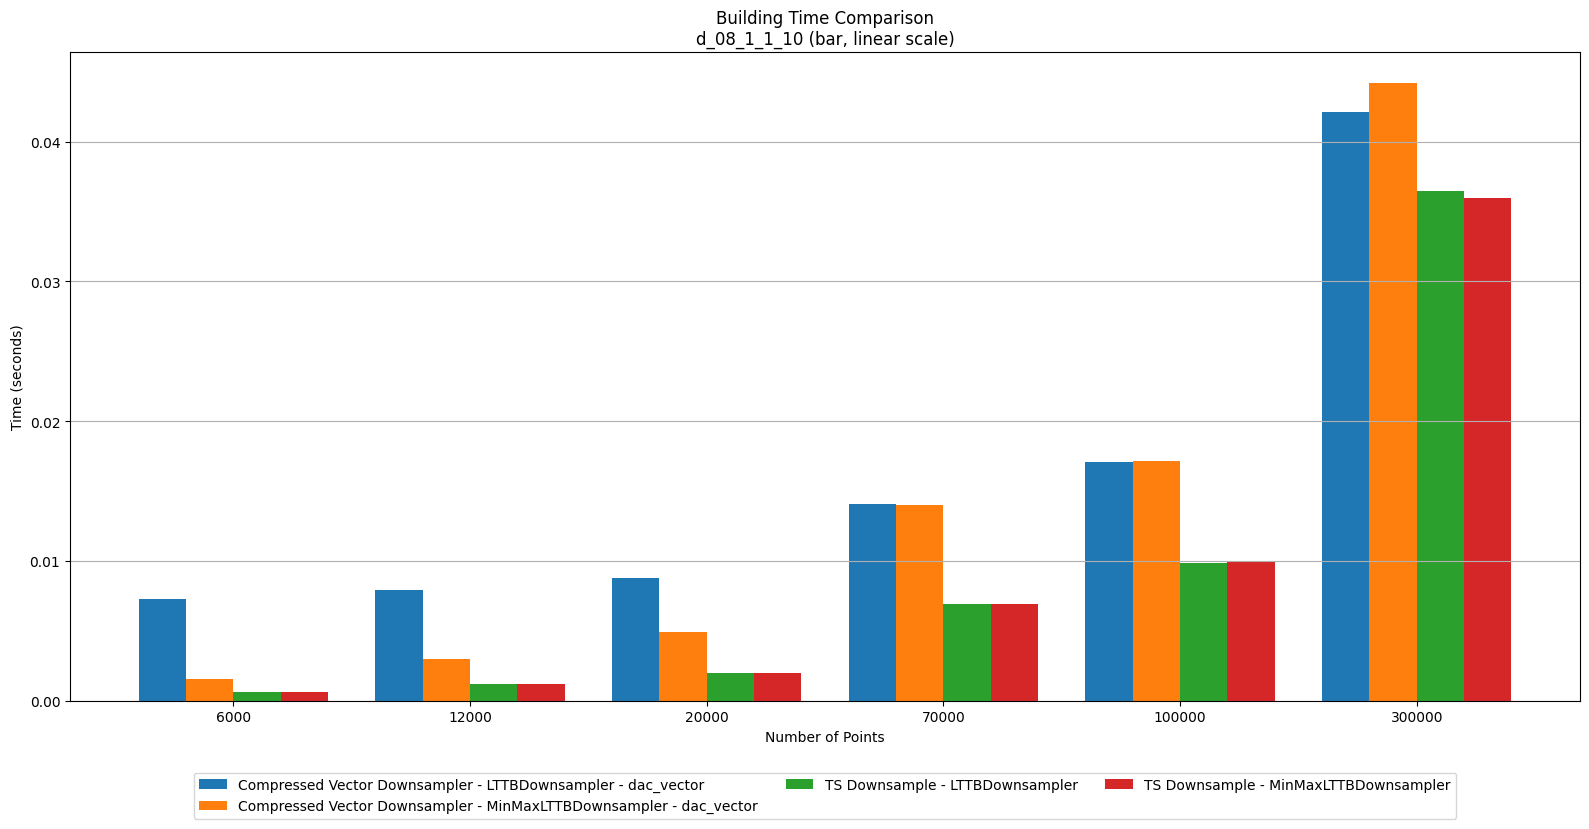 Building Time Comparison
d_08_1_1_10 (bar, linear scale)
Time (seconds)
0.04
0.03
0.02
0.01
0.00
6000
12000
20000
70000
100000
300000
Number of Points
Compressed Vector Downsampler - LTTBDownsampler - dac_vector
Compressed Vector Downsampler - MinMaxLTTBDownsampler - dac_vector
TS Downsample - LTTBDownsampler
TS Downsample - MinMaxLTTBDownsampler